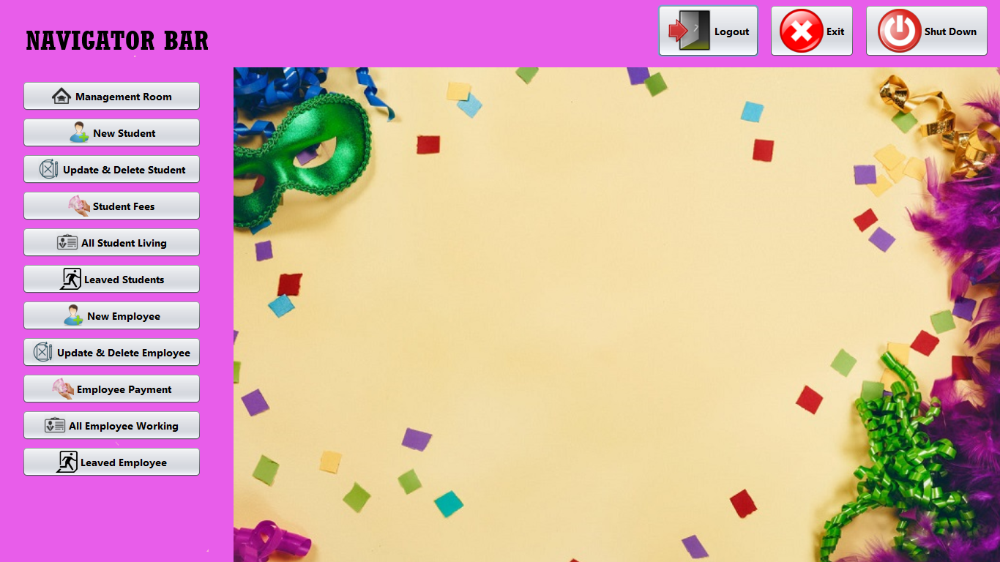 NAVIGATOR BAR
Logout
Exit
Shut Down
Management Room
New Student
Update & Delete Student
Student Fees
All Student Living
Leaved Students
New Employee
Update & Delete Employee
Employee Payment
All Employee Working
Leaved Employee